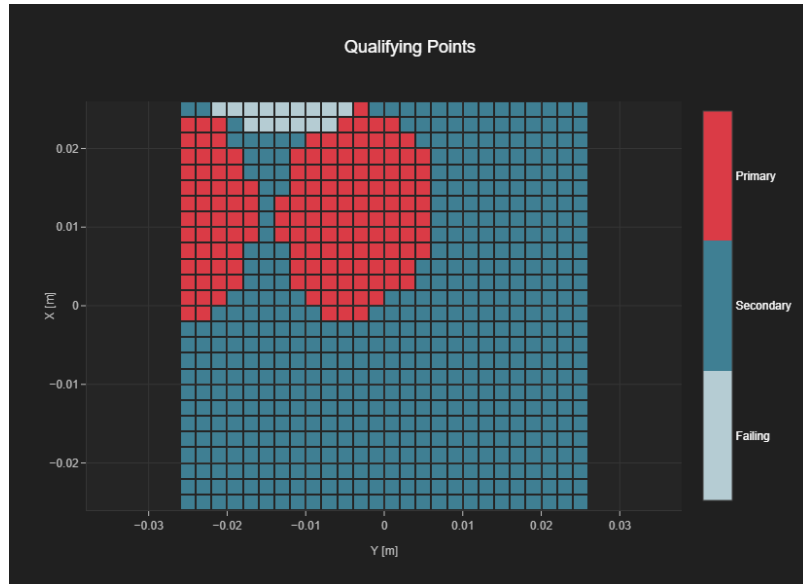 Qualifying Points
0.02
0.01
0
−0.01
−0.02
X [m]
−0.03
−0.02
−0.01
0
0.01
0.02
0.03
Y [m]
Primary
Secondary
Failing